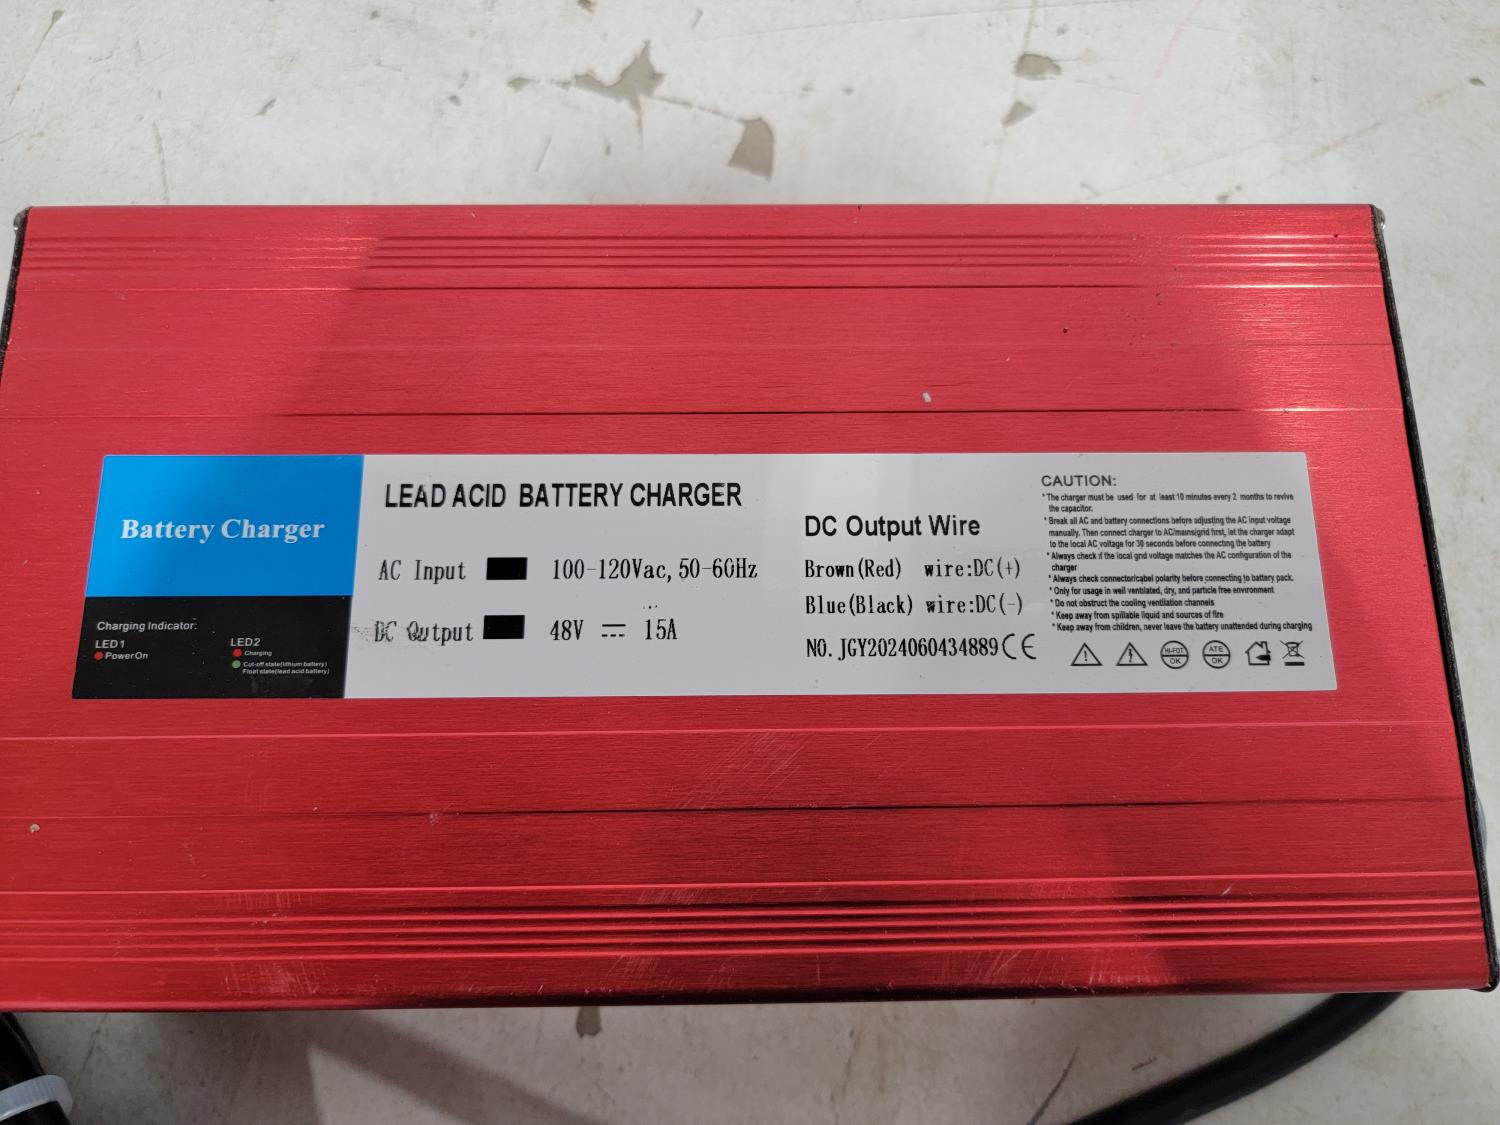 Battery Charger
Charging Indicator:
LED1
PowerOn
LED2
Charging
Cut-off state(lithium battery)
Float state(lead acid battery)
LEAD ACID BATTERY CHARGER
AC Input 100-120Vac, 50-60Hz
DC Output 48V 15A
DC Output Wire
Brown(Red) wire:DC(+)
Blue(Black) wire:DC(-)
NO. JGY2024060434889 CE
CAUTION:
* The charger must be used for at least 10 minutes every 2 months to revive
the capacitor.
* Break all AC and battery connections before adjusting the AC input voltage
manually. Then connect charger to AC/mains/grid first, let the charger adapt
to the local AC voltage for 30 seconds before connecting the battery
* Always check if the local grid voltage matches the AC configuration of the
charger
* Always check connector/cabel polarity before connecting to battery pack.
* Only for usage in well ventilated, dry, and particle free environment
* Do not obstruct the cooling ventilation channels
* Keep away from spillable liquid and sources of fire
* Keep away from children, never leave the battery unattended during charging
HI-POT
OK
ATE
OK